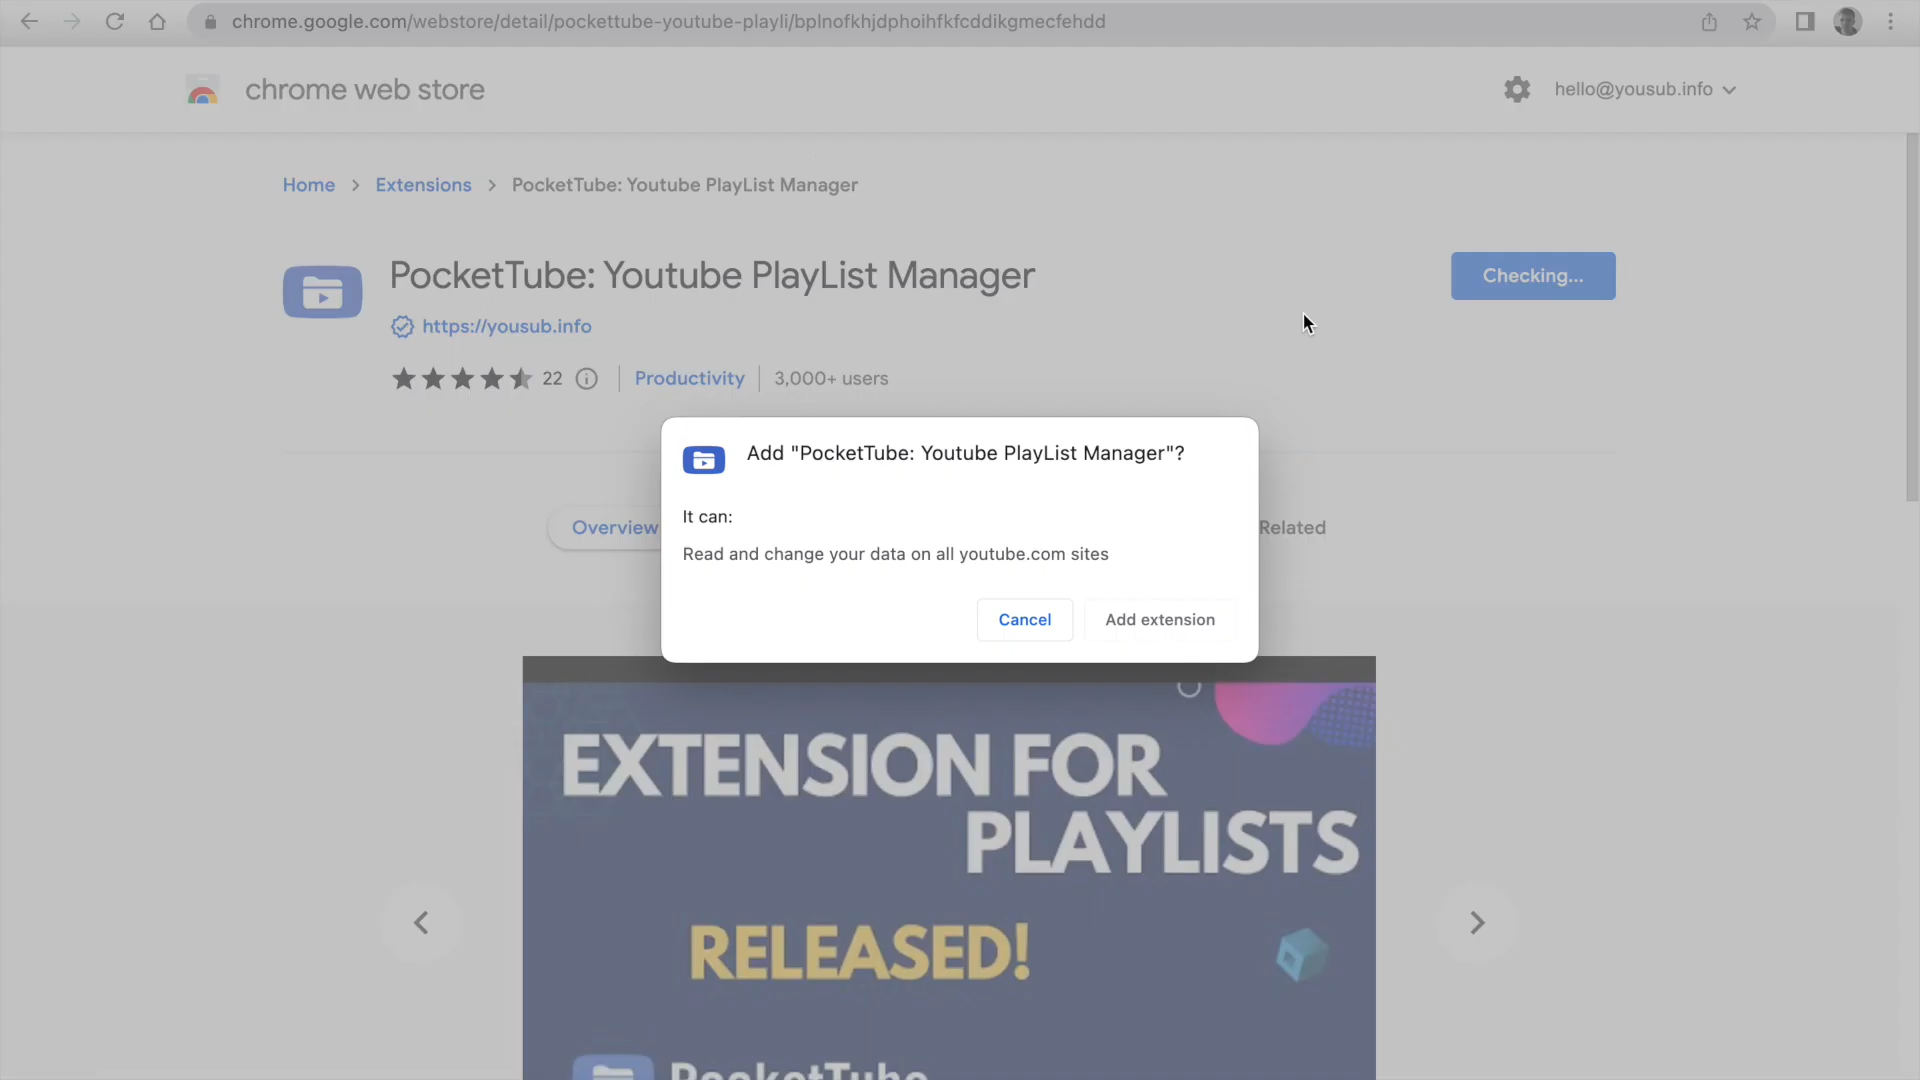 chrome.google.com/webstore/detail/pockettube-youtube-playli/bplnofkhjdphoihfkfcddikgmecfehdd
chrome web store
hello@yousub.info
Home > Extensions > PocketTube: Youtube PlayList Manager
PocketTube: Youtube PlayList Manager
Checking...
https://yousub.info
22
Productivity
3,000+ users
Add "PocketTube: Youtube PlayList Manager"?
It can:
Overview
Related
Read and change your data on all youtube.com sites
Cancel
Add extension
EXTENSION FOR
PLAYLISTS
RELEASED!
PocketTube